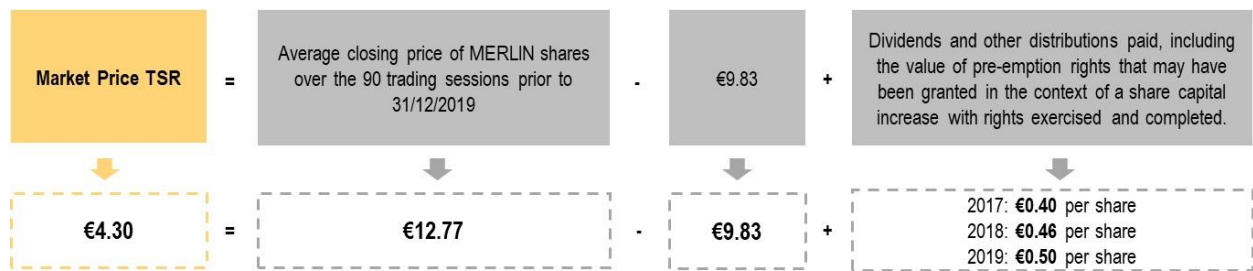 Market Price TSR
=
Average closing price of MERLIN shares
over the 90 trading sessions prior to
31/12/2019
-
€9.83
+
Dividends and other distributions paid, including
the value of pre-emption rights that may have
been granted in the context of a share capital
increase with rights exercised and completed.
€4.30
=
€12.77
-
€9.83
+
2017: €0.40 per share
2018: €0.46 per share
2019: €0.50 per share